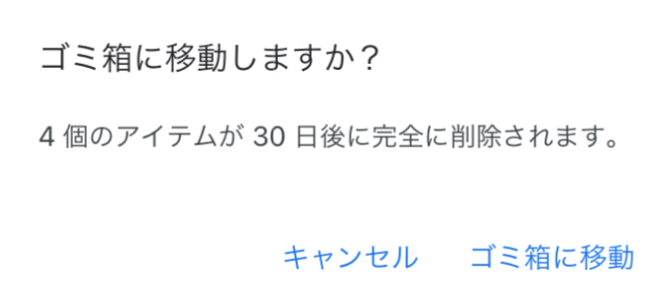 ゴミ箱に移動しますか？
4 個のアイテムが 30 日後に完全に削除されます。
キャンセル ゴミ箱に移動